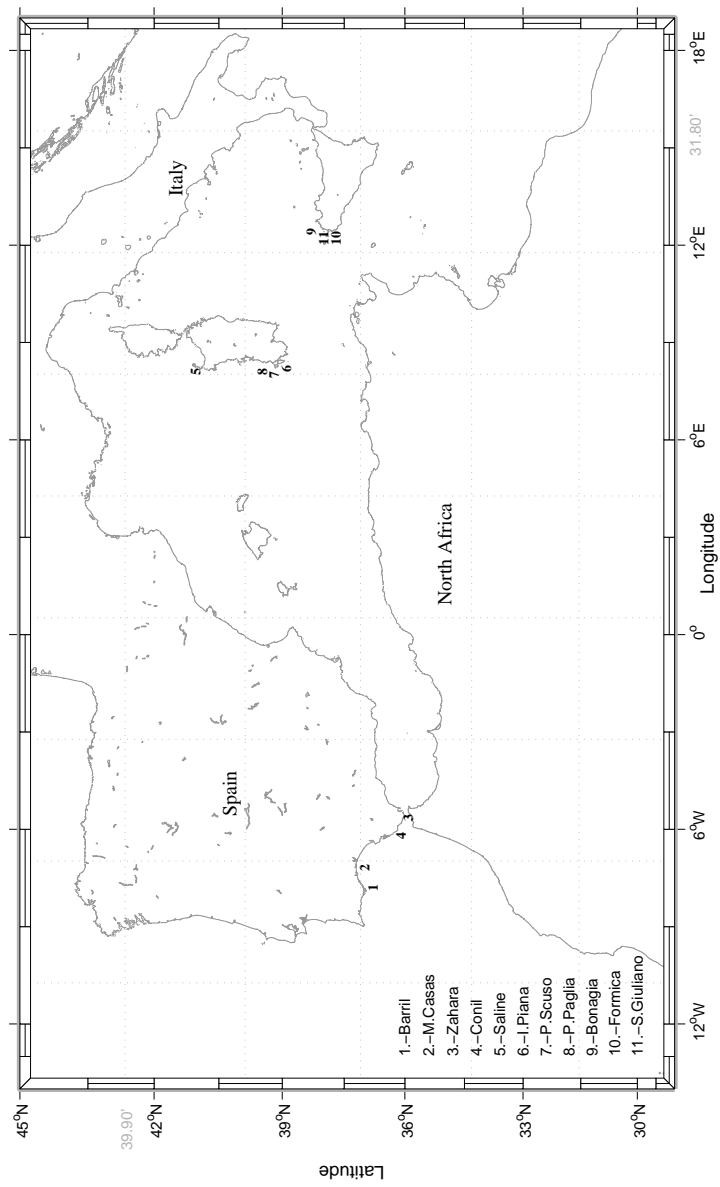 45°N
39.90'
42°N
39°N
36°N
33°N
30°N
Latitude
12°W
6°W
0°
6°E
12°E
31.80'
18°E
Longitude
Spain
Italy
North Africa
1
2
3
4
5
6
7
8
9
11
10
1.–Barril
2.–M.Casas
3.–Zahara
4.–Conil
5.–Saline
6.–I.Piana
7.–P.Scuso
8.–P.Paglia
9.–Bonagia
10.–Formica
11.–S.Giuliano